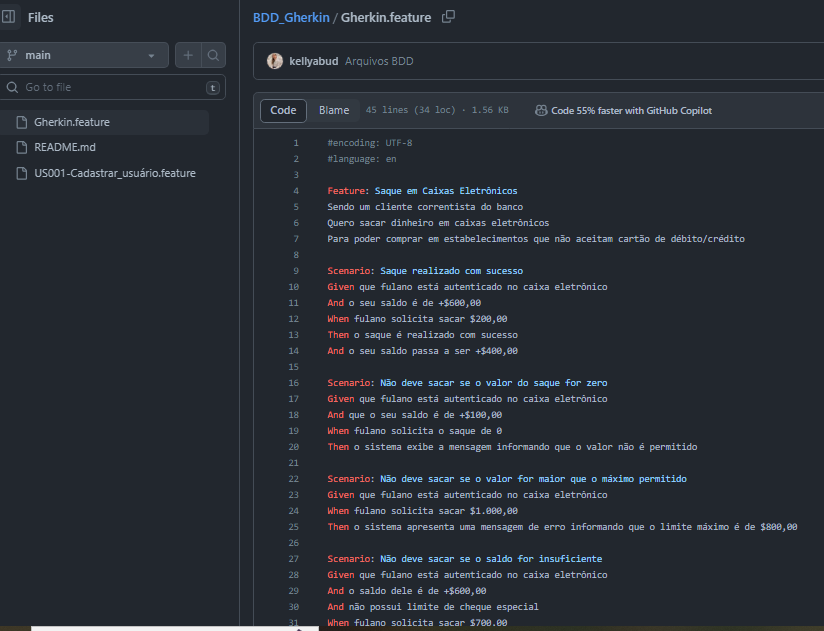 Files
main
Go to file
t
Gherkin.feature
README.md
US001-Cadastrar_usuário.feature
BDD_Gherkin / Gherkin.feature
kellyabud Arquivos BDD
Code Blame 45 lines (34 loc) · 1.56 KB Code 55% faster with GitHub Copilot
1 #encoding: UTF-8
2 #language: en
3
4 Feature: Saque em Caixas Eletrônicos
5 Sendo um cliente correntista do banco
6 Quero sacar dinheiro em caixas eletrônicos
7 Para poder comprar em estabelecimentos que não aceitam cartão de débito/crédito
8
9 Scenario: Saque realizado com sucesso
10 Given que fulano está autenticado no caixa eletrônico
11 And o seu saldo é de +$600,00
12 When fulano solicita sacar $200,00
13 Then o saque é realizado com sucesso
14 And o seu saldo passa a ser +$400,00
15
16 Scenario: Não deve sacar se o valor do saque for zero
17 Given que fulano está autenticado no caixa eletrônico
18 And que o seu saldo é de +$100,00
19 When fulano solicita o saque de 0
20 Then o sistema exibe a mensagem informando que o valor não é permitido
21
22 Scenario: Não deve sacar se o valor for maior que o máximo permitido
23 Given que fulano está autenticado no caixa eletrônico
24 When fulano solicita sacar $1.000,00
25 Then o sistema apresenta uma mensagem de erro informando que o limite máximo é de $800,00
26
27 Scenario: Não deve sacar se o saldo for insuficiente
28 Given que fulano está autenticado no caixa eletrônico
29 And o saldo dele é de +$600,00
30 And não possui limite de cheque especial
31 When fulano solicita sacar $700,00